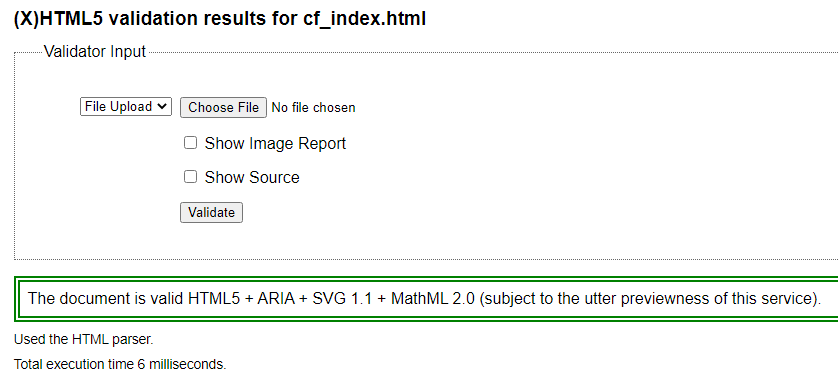 (X)HTML5 validation results for cf_index.html
Validator Input
File Upload Choose File No file chosen
Show Image Report
Show Source
Validate
The document is valid HTML5 + ARIA + SVG 1.1 + MathML 2.0 (subject to the utter previewness of this service).
Used the HTML parser.
Total execution time 6 milliseconds.